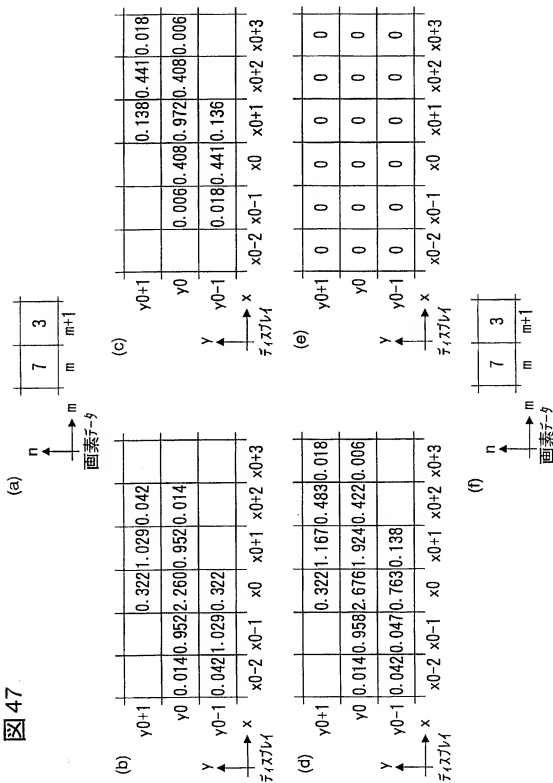 図47
(a)
n
7 3
m m+1
m
画素データ
(b)
y0+1 0.322 1.029 0.042
y0 0.014 0.952 2.260 0.952 0.014
y0-1 0.042 1.029 0.322
x0-2 x0-1 x0 x0+1 x0+2 x0+3
y
x
ディスプレイ
(c)
y0+1 0.138 0.441 0.018
y0 0.006 0.408 0.972 0.408 0.006
y0-1 0.018 0.441 0.136
x0-2 x0-1 x0 x0+1 x0+2 x0+3
y
x
ディスプレイ
(d)
y0+1 0.322 1.167 0.483 0.018
y0 0.014 0.958 2.676 1.924 0.422 0.006
y0-1 0.042 0.047 0.763 0.138
x0-2 x0-1 x0 x0+1 x0+2 x0+3
y
x
ディスプレイ
(e)
y0+1 0 0 0 0 0 0
y0 0 0 0 0 0 0
y0-1 0 0 0 0 0 0
x0-2 x0-1 x0 x0+1 x0+2 x0+3
y
x
ディスプレイ
(f)
n
7 3
m m+1
m
画素データ